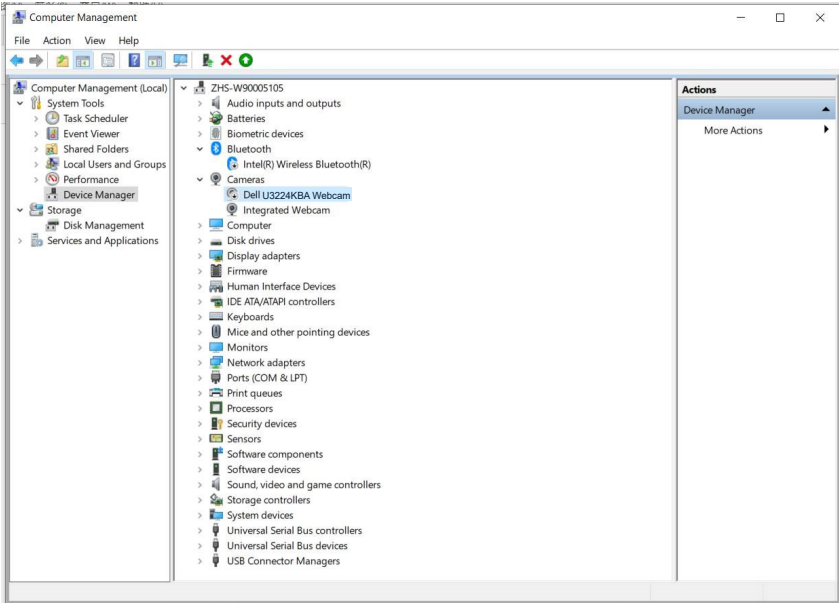 Computer Management
File Action View Help
Computer Management (Local)
System Tools
Task Scheduler
Event Viewer
Shared Folders
Local Users and Groups
Performance
Device Manager
Storage
Disk Management
Services and Applications
ZHS-W90005105
Audio inputs and outputs
Batteries
Biometric devices
Bluetooth
Intel(R) Wireless Bluetooth(R)
Cameras
Dell U3224KBA Webcam
Integrated Webcam
Computer
Disk drives
Display adapters
Firmware
Human Interface Devices
IDE ATA/ATAPI controllers
Keyboards
Mice and other pointing devices
Monitors
Network adapters
Ports (COM & LPT)
Print queues
Processors
Security devices
Sensors
Software components
Software devices
Sound, video and game controllers
Storage controllers
System devices
Universal Serial Bus controllers
Universal Serial Bus devices
USB Connector Managers
Actions
Device Manager
More Actions